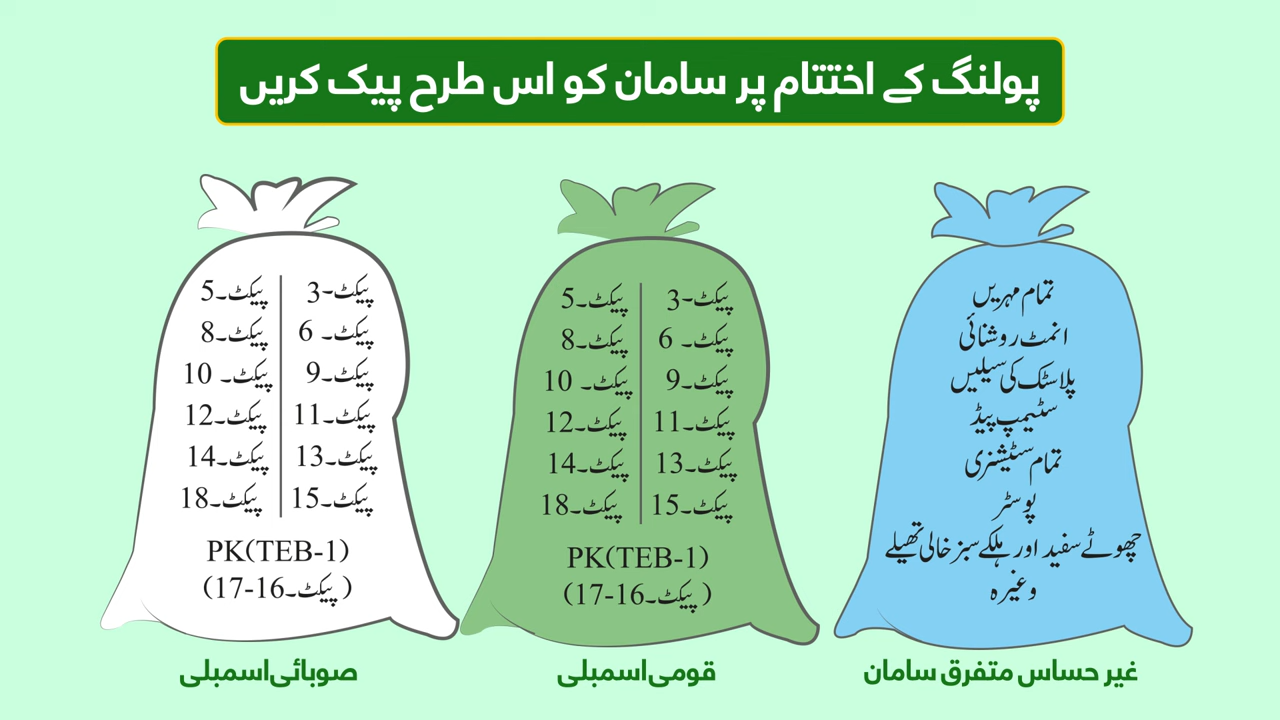 پولنگ کے اختتام پر سامان کو اس طرح پیک کریں
تمام مہریں
انمٹ روشنائی
پلاسٹک کی سیلیں
سٹیمپ پیڈ
تمام سٹیشنری
پوسٹر
چھوٹے سفید اور ہلکے سبز خالی تھیلے
وغیرہ
غیر حساس متفرق سامان
پیکٹ۔3 پیکٹ۔5
پیکٹ۔ 6 پیکٹ۔8
پیکٹ۔9 پیکٹ۔ 10
پیکٹ۔11 پیکٹ۔12
پیکٹ۔13 پیکٹ۔14
پیکٹ۔15 پیکٹ۔18
PK(TEB-1)
(پیکٹ۔16-17)
قومی اسمبلی
پیکٹ۔3 پیکٹ۔5
پیکٹ۔ 6 پیکٹ۔8
پیکٹ۔9 پیکٹ۔ 10
پیکٹ۔11 پیکٹ۔12
پیکٹ۔13 پیکٹ۔14
پیکٹ۔15 پیکٹ۔18
PK(TEB-1)
(پیکٹ۔16-17)
صوبائی اسمبلی